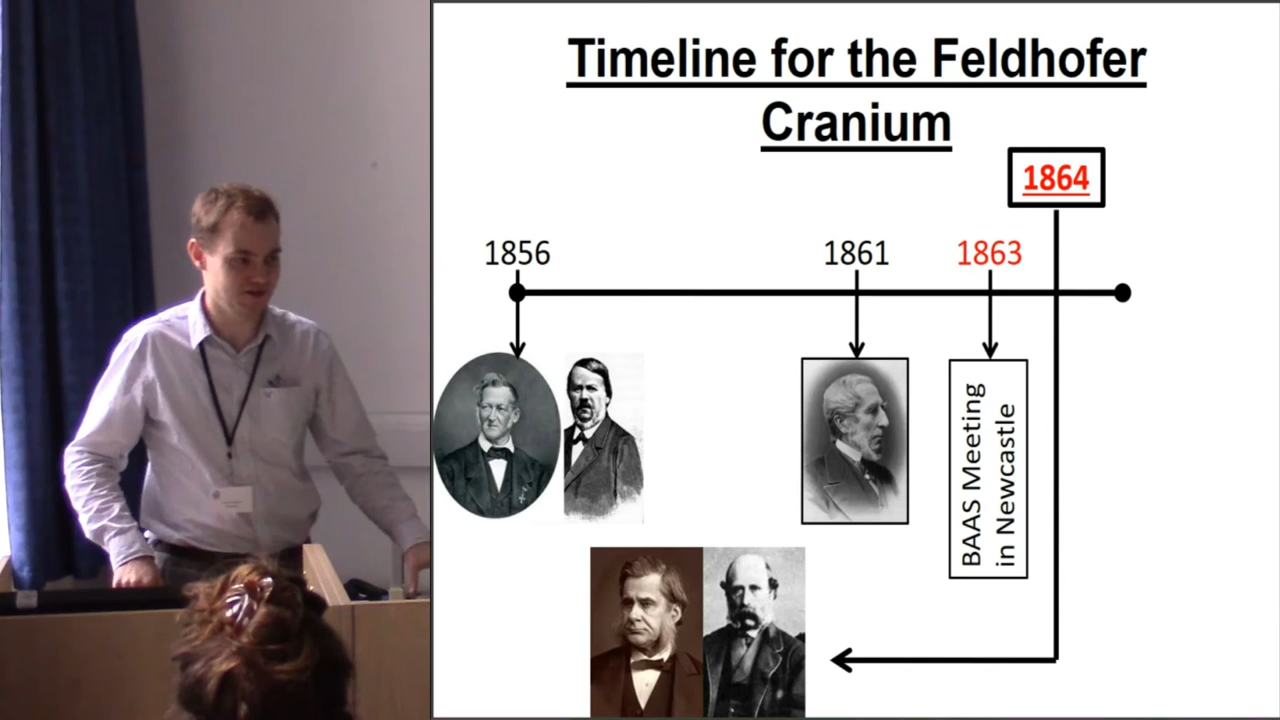 Timeline for the Feldhofer
Cranium
1864
1856
1861
1863
BAAS Meeting
in Newcastle